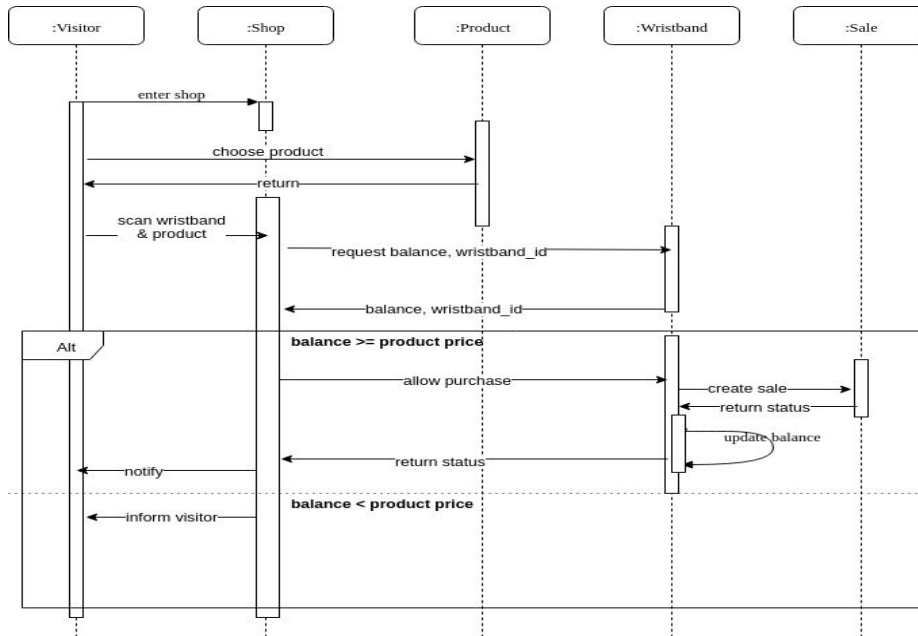 :Visitor
:Shop
:Product
:Wristband
:Sale
enter shop
choose product
return
scan wristband
& product
request balance, wristband_id
balance, wristband_id
Alt
balance >= product price
allow purchase
create sale
return status
update balance
return status
notify
balance < product price
inform visitor